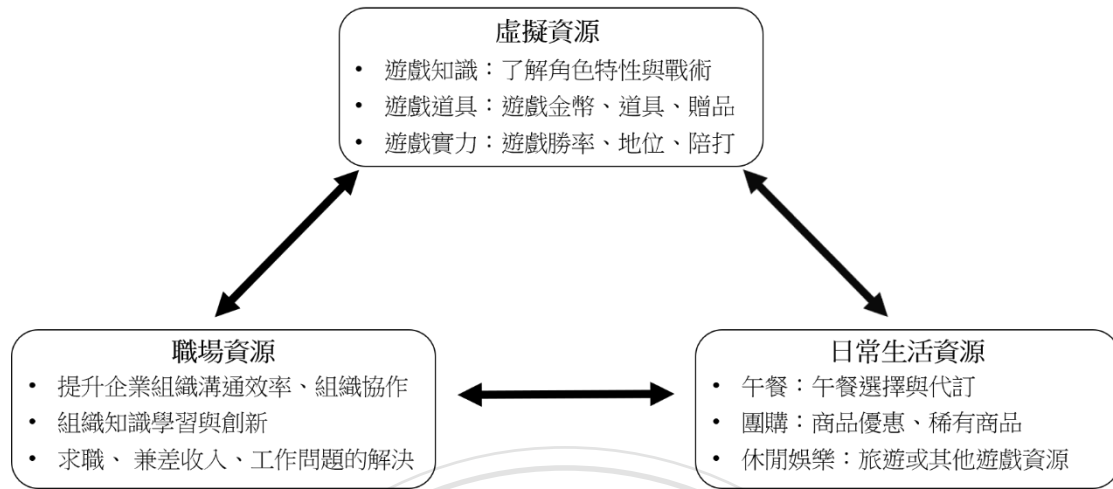 虛擬資源
• 遊戲知識：了解角色特性與戰術
• 遊戲道具：遊戲金幣、道具、贈品
• 遊戲實力：遊戲勝率、地位、陪打
職場資源
• 提升企業組織溝通效率、組織協作
• 組織知識學習與創新
• 求職、 兼差收入、工作問題的解決
日常生活資源
• 午餐：午餐選擇與代訂
• 團購：商品優惠、稀有商品
• 休閒娛樂：旅遊或其他遊戲資源